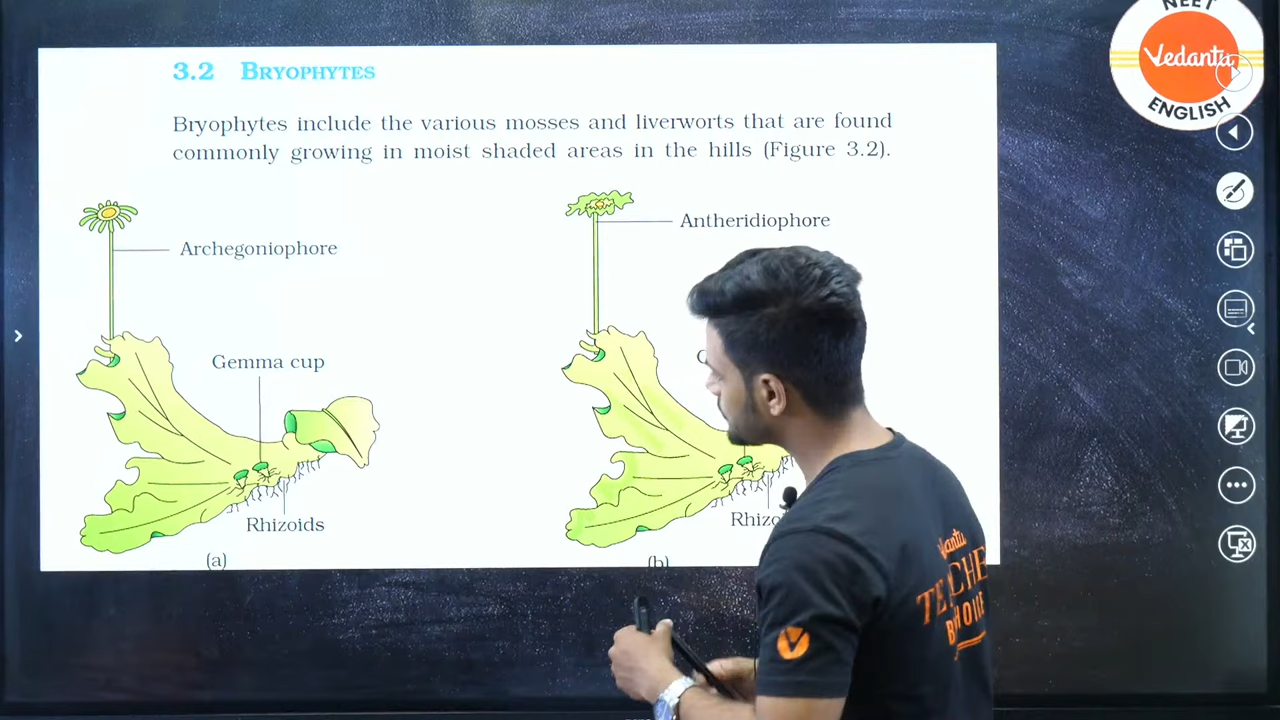 NEET
Vedantu
ENGLISH
3.2 BRYOPHYTES
Bryophytes include the various mosses and liverworts that are found
commonly growing in moist shaded areas in the hills (Figure 3.2).
Archegoniophore
Antheridiophore
Gemma cup
Rhizoids
(a)
(b)
Vedantu